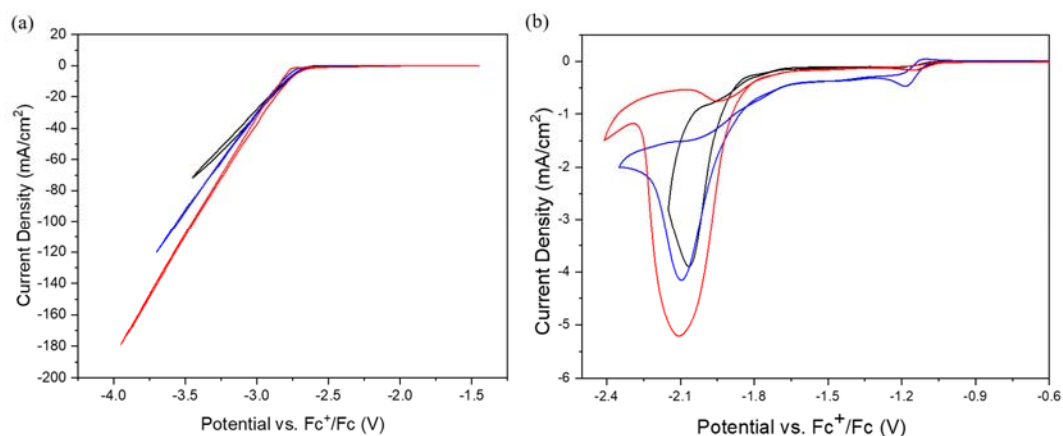 (a)
20
0
-20
-40
-60
-80
-100
-120
-140
-160
-180
-200
-4.0 -3.5 -3.0 -2.5 -2.0 -1.5
Current Density (mA/cm²)
Potential vs. Fc⁺/Fc (V)
(b)
0
-1
-2
-3
-4
-5
-6
-2.4 -2.1 -1.8 -1.5 -1.2 -0.9 -0.6
Current Density (mA/cm²)
Potential vs. Fc⁺/Fc (V)